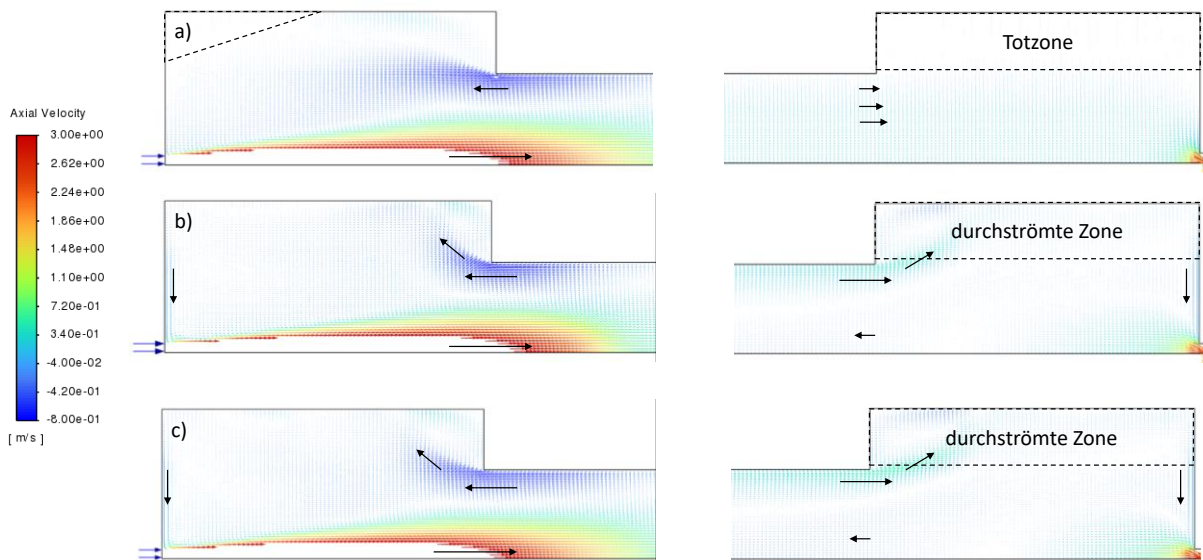 a)
Totzone
Axial Velocity
3.00e+00
2.62e+00
2.24e+00
1.86e+00
1.48e+00
1.10e+00
7.20e-01
3.40e-01
-4.00e-02
-4.20e-01
-8.00e-01
[ m/s ]
b)
durchströmte Zone
c)
durchströmte Zone